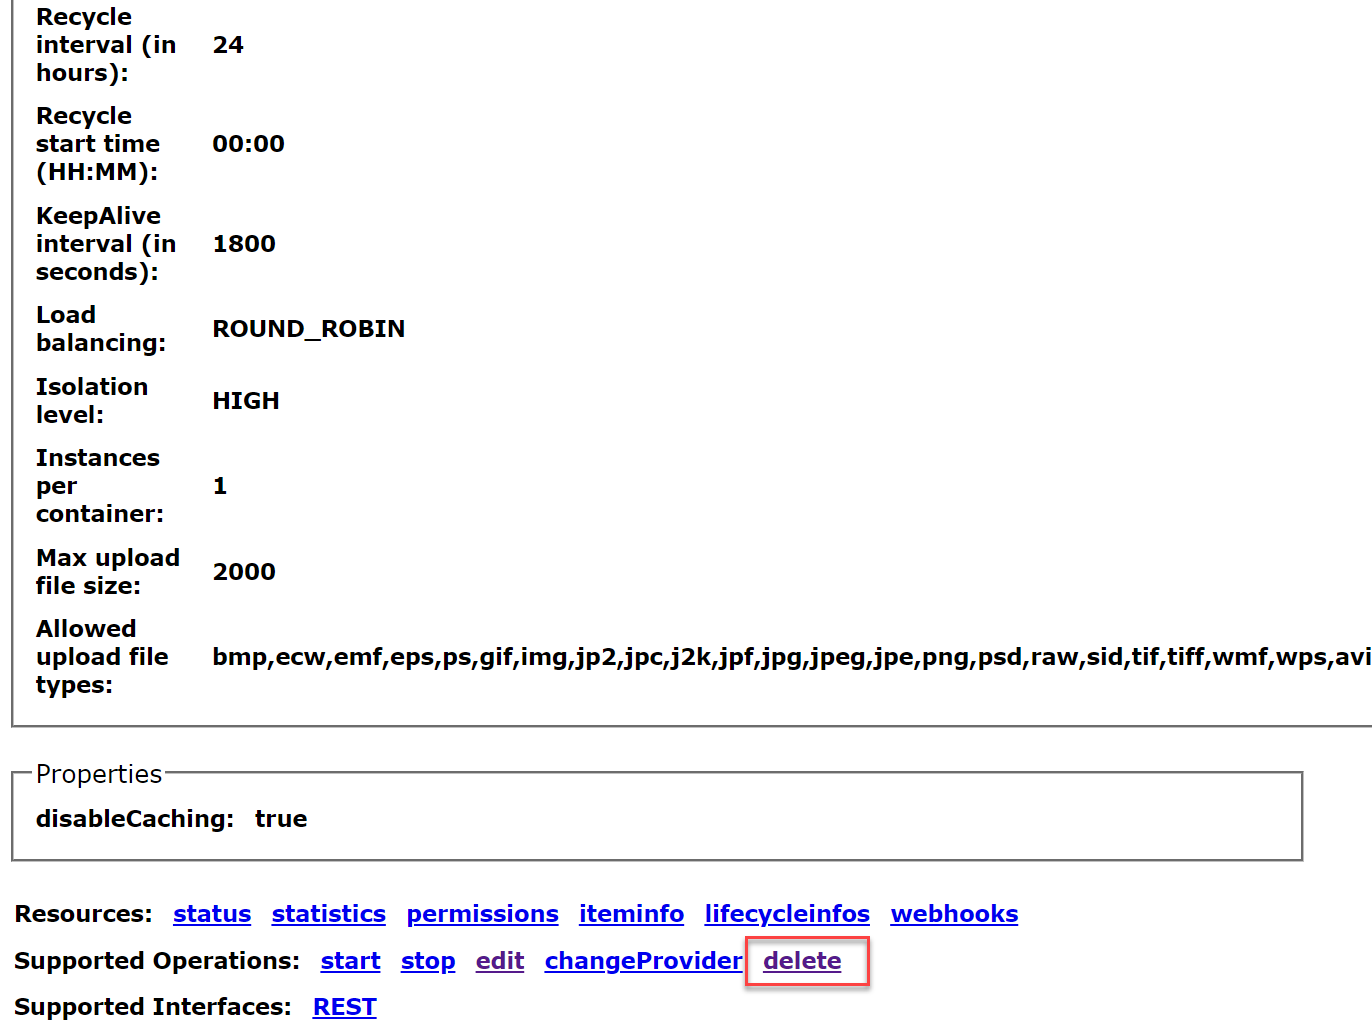 Recycle
interval (in
hours):
24
Recycle
start time
(HH:MM):
00:00
KeepAlive
interval (in
seconds):
1800
Load
balancing:
ROUND_ROBIN
Isolation
level:
HIGH
Instances
per
container:
1
Max upload
file size:
2000
Allowed
upload file
types:
bmp,ecw,emf,eps,ps,gif,img,jp2,jpc,j2k,jpf,jpg,jpeg,jpe,png,psd,raw,sid,tif,tiff,wmf,wps,avi
Properties
disableCaching: true
Resources: status statistics permissions iteminfo lifecycleinfos webhooks
Supported Operations: start stop edit changeProvider delete
Supported Interfaces: REST